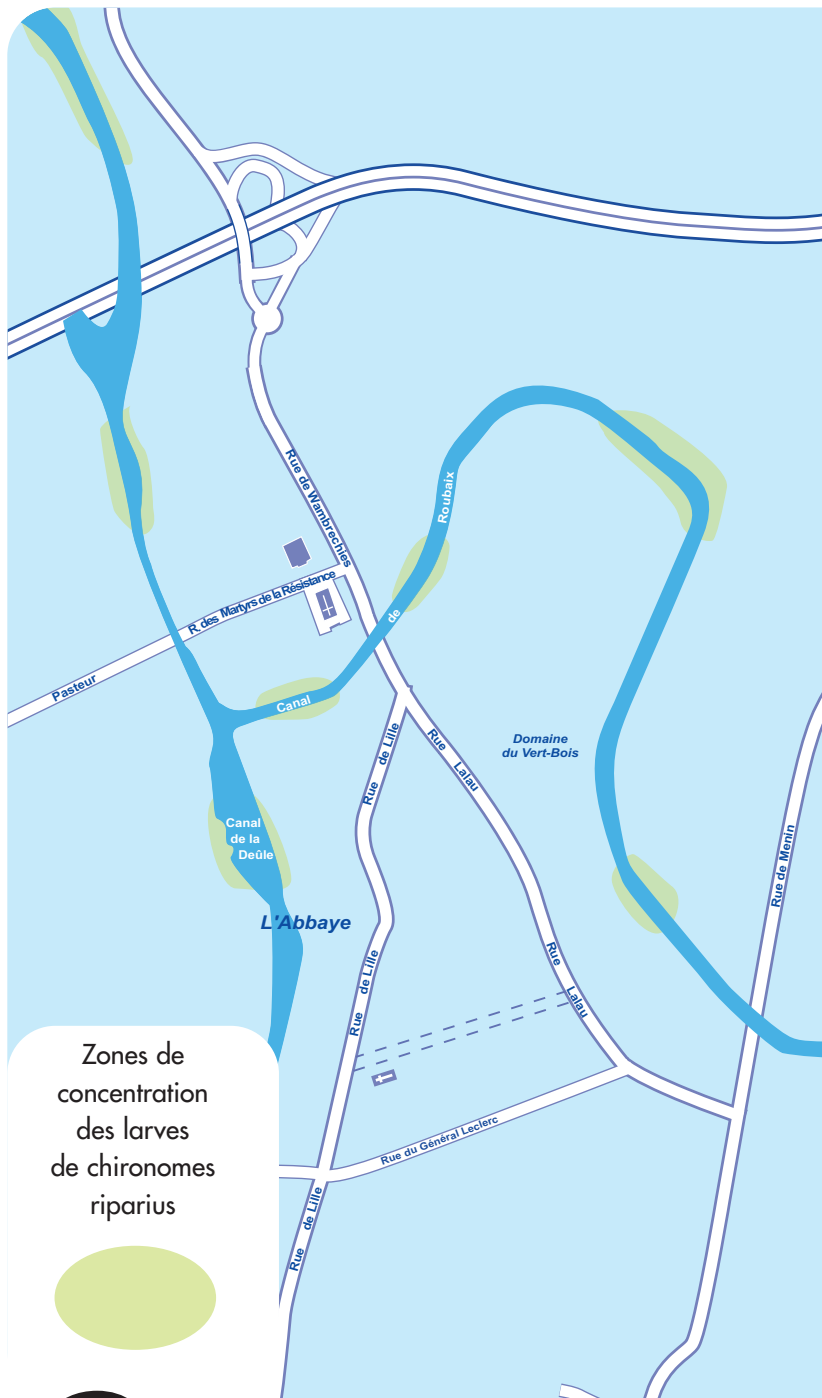 Rue de Wambrechies
Roubaix
R. des Martyrs de la Résistance
de
Pasteur
Canal
Rue de Lille
Rue Lalau
Domaine
du Vert-Bois
Canal
de la
Deûle
Rue de Menin
L'Abbaye
Rue de Lille
Rue Lalau
Zones de
concentration
des larves
de chironomes
riparius
Rue du Général Leclerc
Rue de Lille